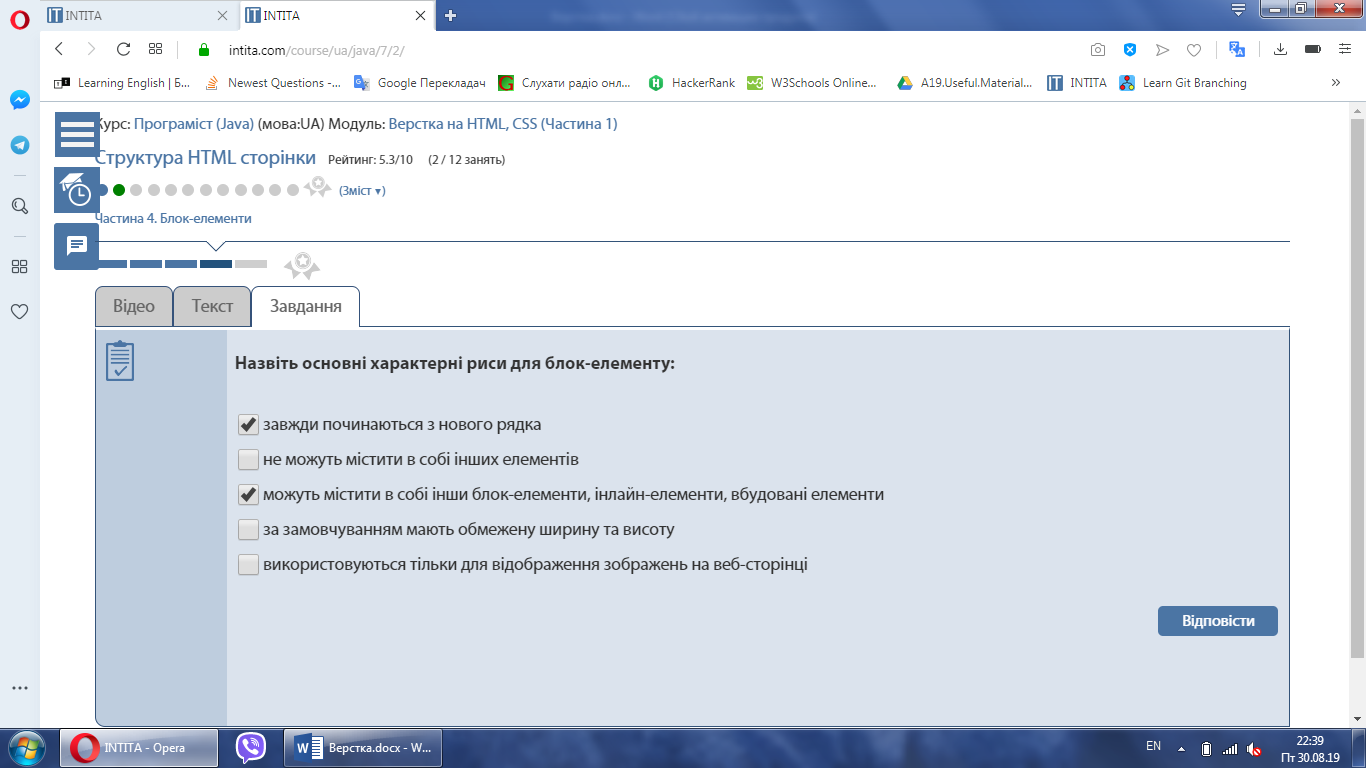 INTITA
INTITA
intita.com/course/ua/java/7/2/
Learning English | Б...
Newest Questions -...
Google Перекладач
Слухати радіо онл...
HackerRank
W3Schools Online...
A19.Useful.Material...
INTITA
Learn Git Branching
Курс: Програміст (Java) (мова:UA) Модуль: Верстка на HTML, CSS (Частина 1)
Структура HTML сторінки Рейтинг: 5.3/10 (2 / 12 занять)
(Зміст ▾)
Частина 4. Блок-елементи
Відео Текст Завдання
Назвіть основні характерні риси для блок-елементу:
завжди починаються з нового рядка
не можуть містити в собі інших елементів
можуть містити в собі інши блок-елементи, інлайн-елементи, вбудовані елементи
за замовчуванням мають обмежену ширину та висоту
використовуються тільки для відображення зображень на веб-сторінці
Відповісти
INTITA - Opera
Верстка.docx - W...
EN
22:39
Пт 30.08.19